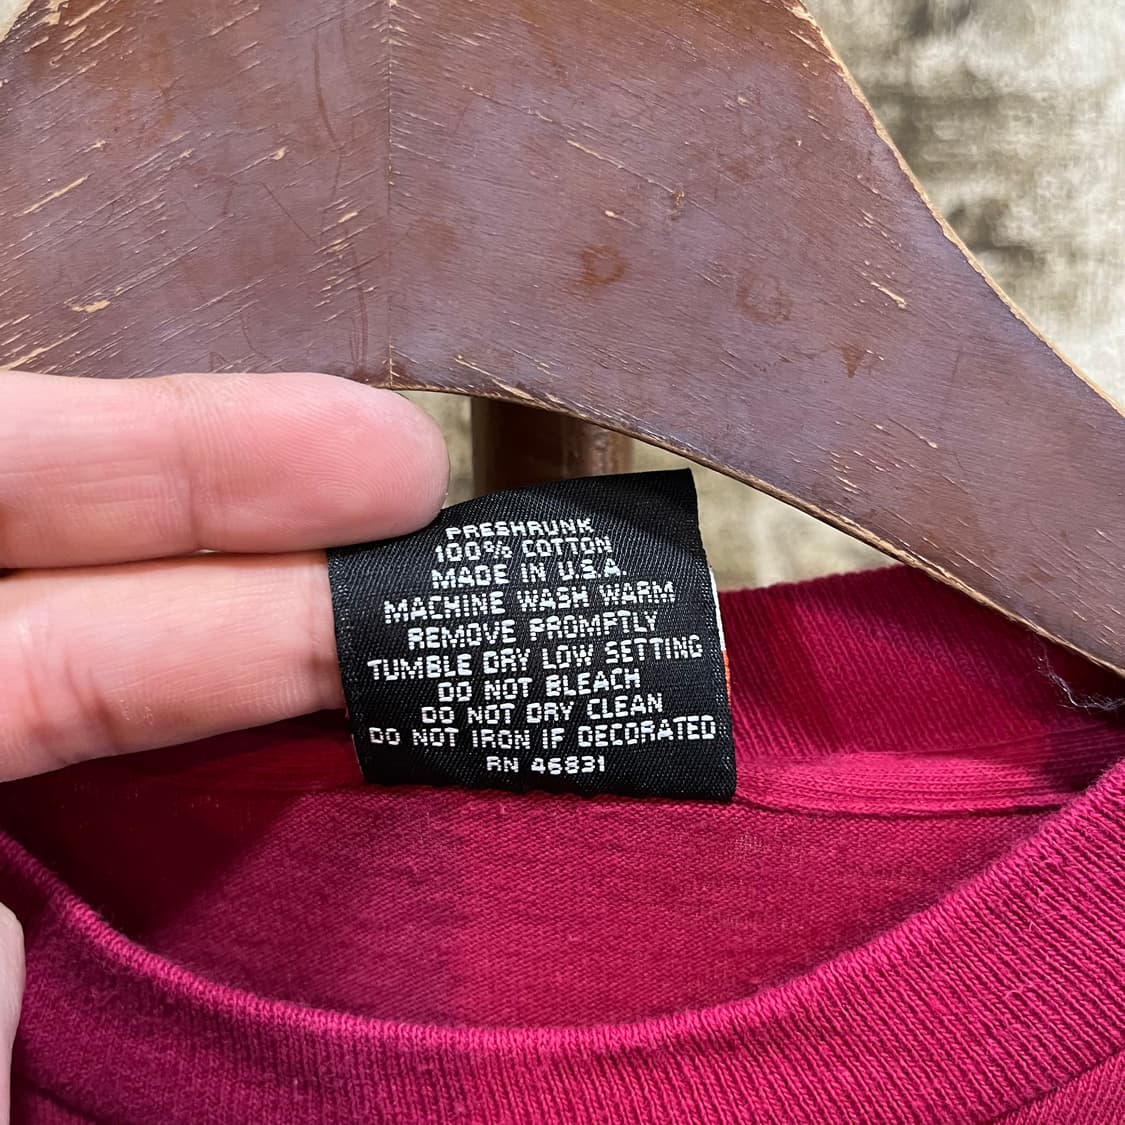 PRESHRUNK
100% COTTON
MADE IN U.S.A.
MACHINE WASH WARM
REMOVE PROMPTLY
TUMBLE DRY LOW SETTING
DO NOT BLEACH
DO NOT DRY CLEAN
DO NOT IRON IF DECORATED
RN 46831